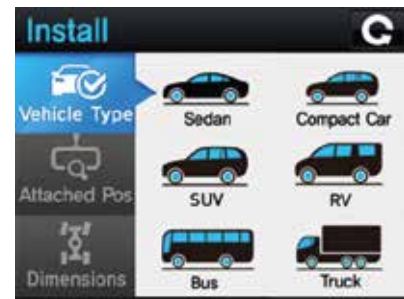 Install
Vehicle Type
Attached Pos
Dimensions
Sedan
Compact Car
SUV
RV
Bus
Truck